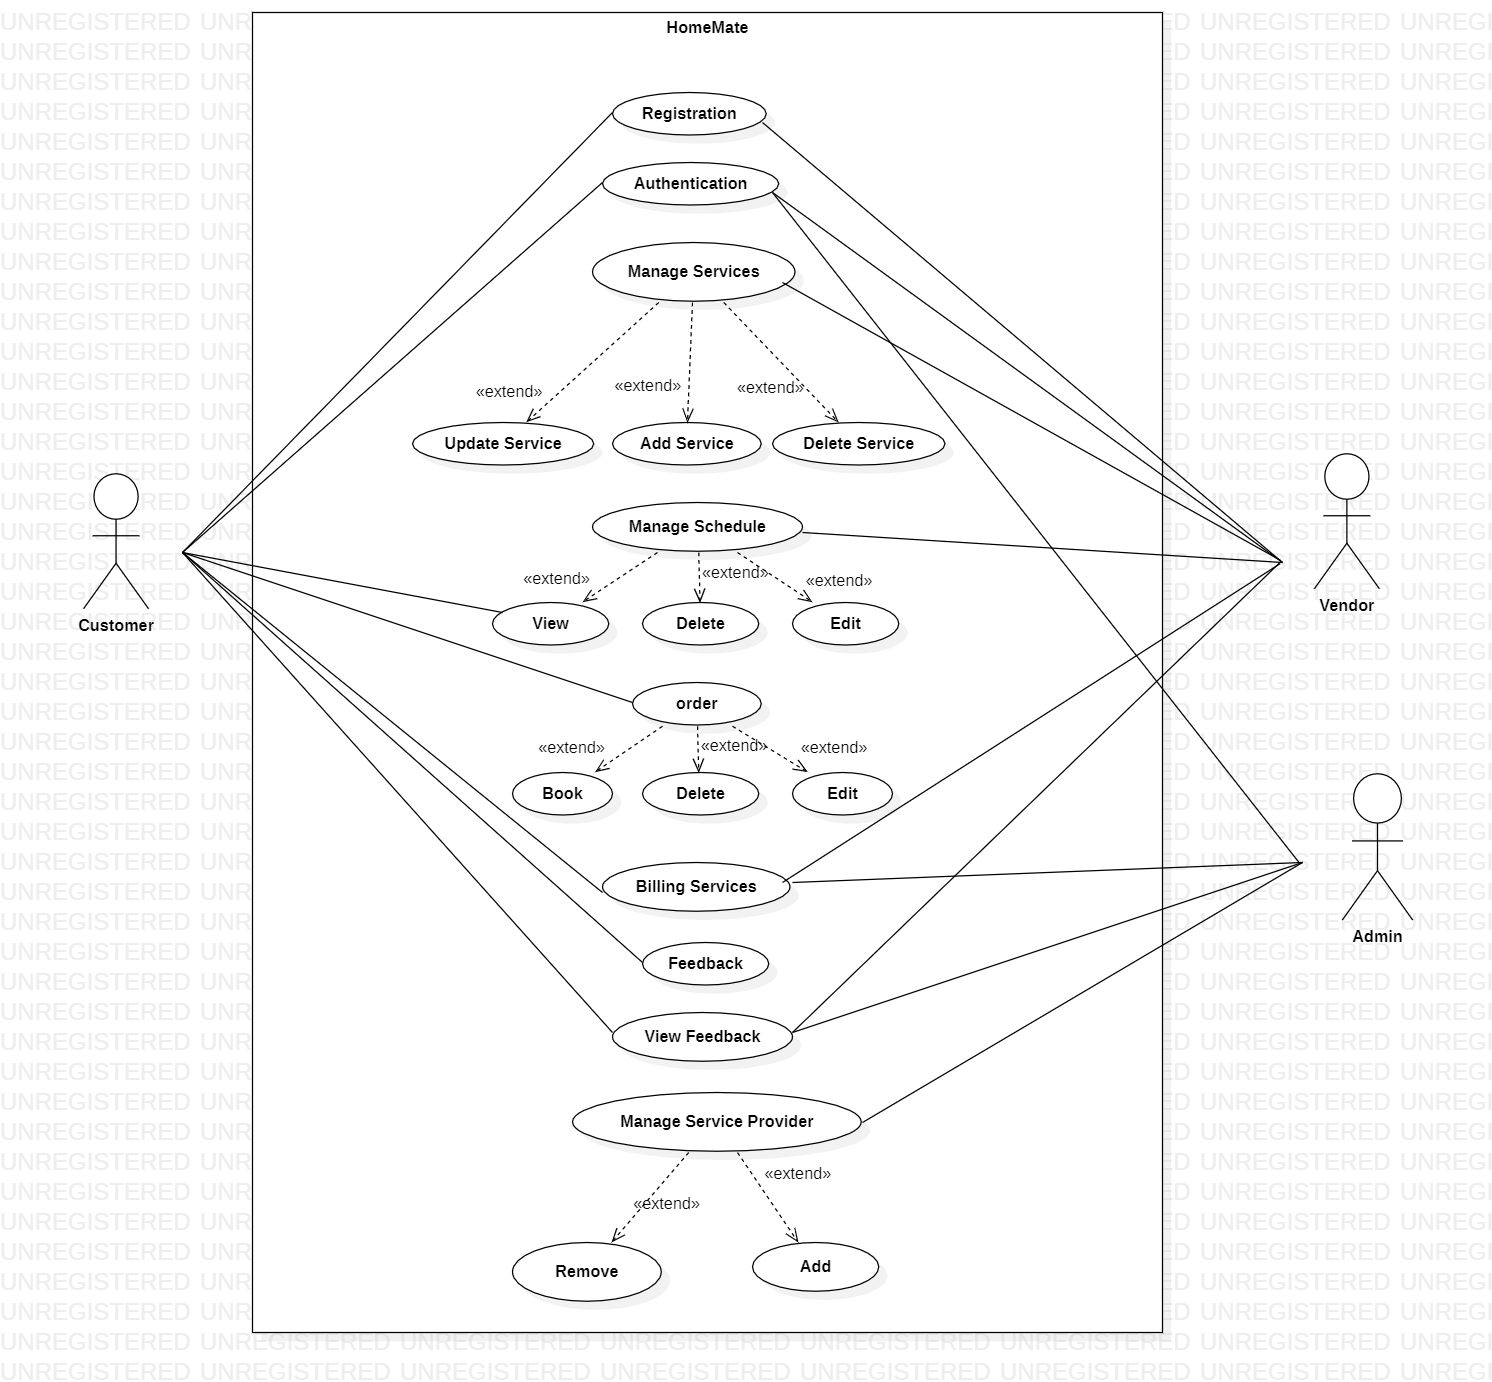 HomeMate
Registration
Authentication
Manage Services
«extend»
«extend»
«extend»
Update Service
Add Service
Delete Service
Manage Schedule
«extend»
«extend»
«extend»
View
Delete
Edit
Customer
Vendor
order
«extend»
«extend»
«extend»
Book
Delete
Edit
Billing Services
Admin
Feedback
View Feedback
Manage Service Provider
«extend»
«extend»
Remove
Add
UNREGISTERED UNREGISTERED UNREGISTERED UNREGISTERED UNREGISTERED UNREGISTERED UNREGISTERED UNREGI